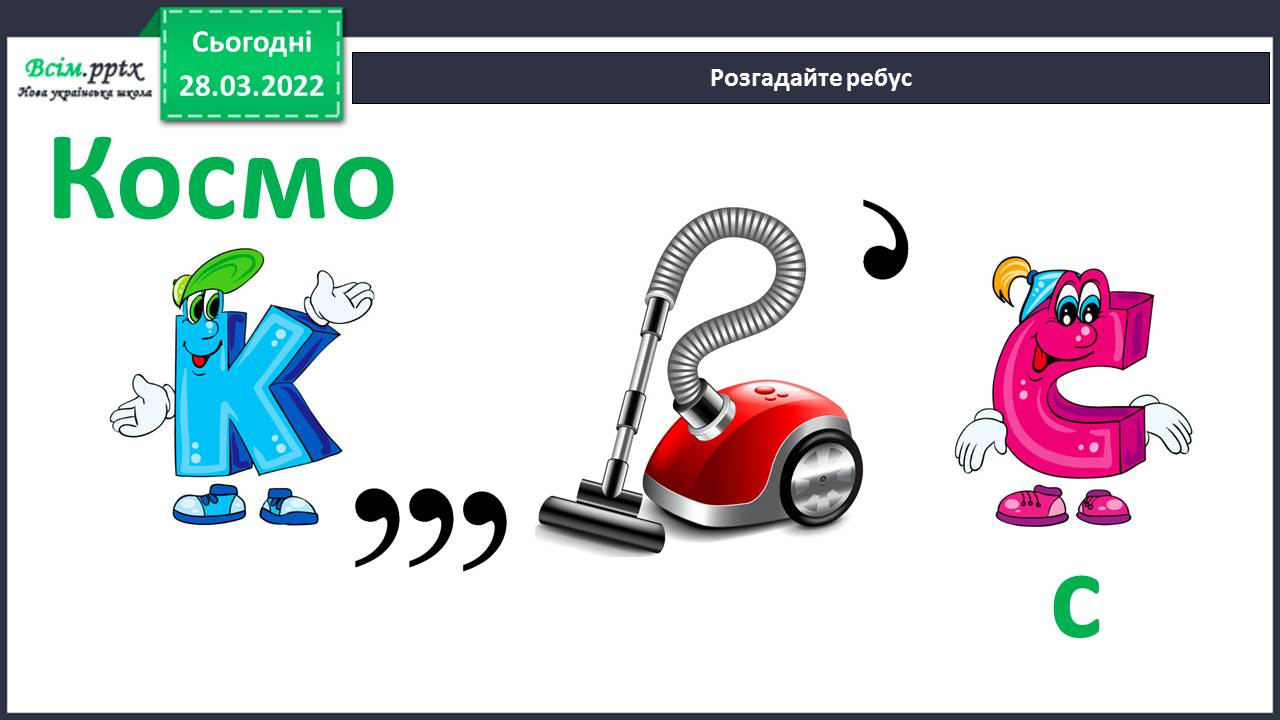 Всім.pptx
Нова українська школа
Сьогодні
28.03.2022
Розгадайте ребус
Космо
К
,,,
,
С
с